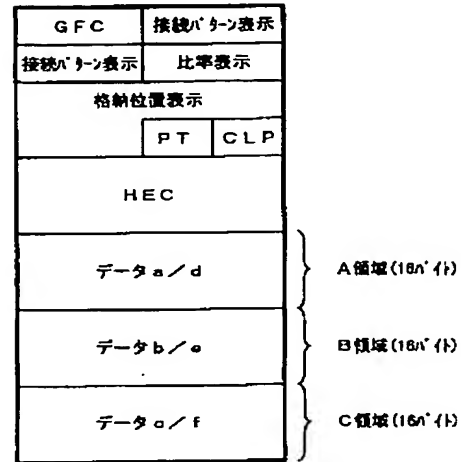 GFC 接続パターン表示
接続パターン表示 比率表示
格納位置表示
PT CLP
HEC
データa/d A領域(16バイト)
データb/e B領域(16バイト)
データc/f C領域(16バイト)